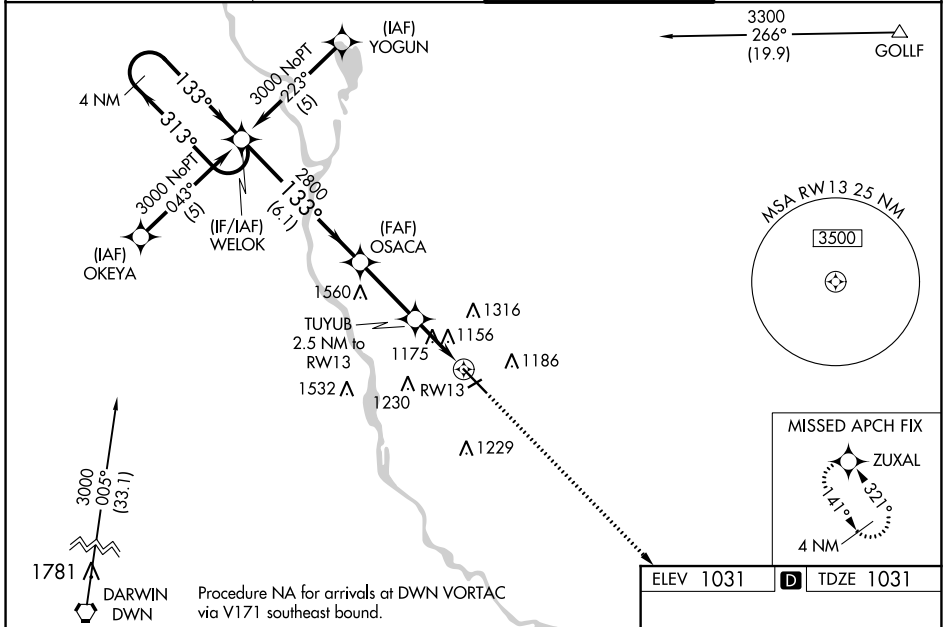 (IAF)
YOGUN
3300
266°
(19.9)
GOLLF
4 NM
133°
313°
3000 NoPT
223°
(5)
3000 NoPT
043°
(5)
(IAF)
OKEYA
(IF/IAF)
WELOK
2800
133°
(6.1)
(FAF)
OSACA
MSA RW13 25 NM
3500
1560
1316
TUYUB
2.5 NM to
RW13
1175
1156
1186
1532
1230
RW13
1229
MISSED APCH FIX
ZUXAL
141°
321°
4 NM
3000
005°
(33.1)
1781
DARWIN
DWN
Procedure NA for arrivals at DWN VORTAC
via V171 southeast bound.
ELEV 1031
D
TDZE 1031